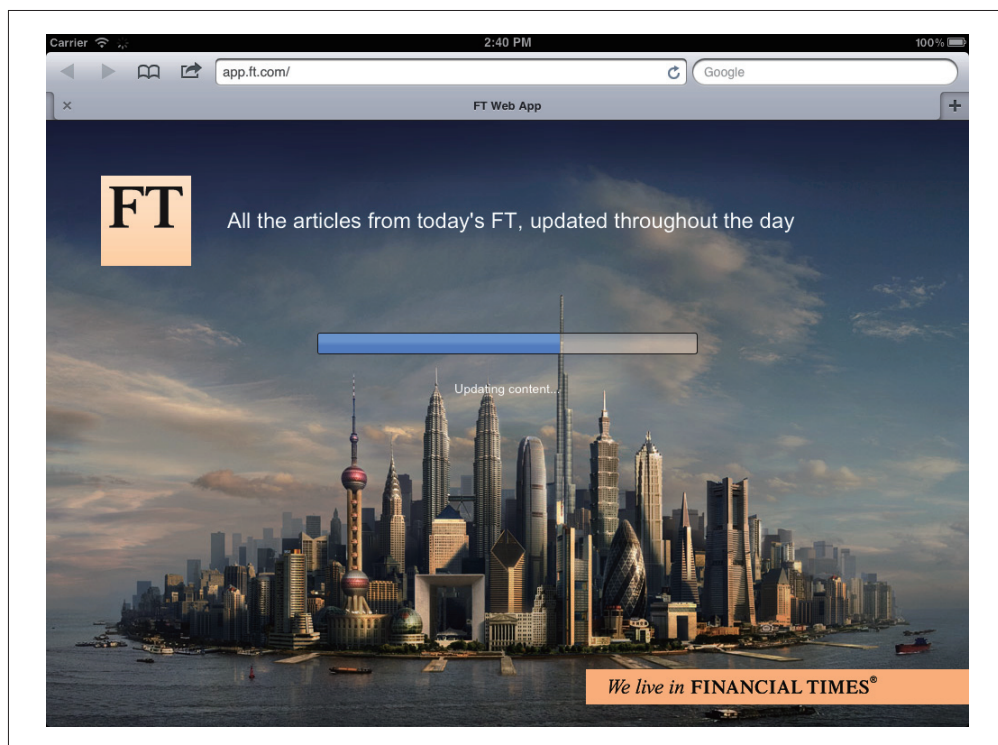 Carrier 2:40 PM 100%
app.ft.com/ Google
FT Web App
FT
All the articles from today's FT, updated throughout the day
Updating content...
We live in FINANCIAL TIMES®